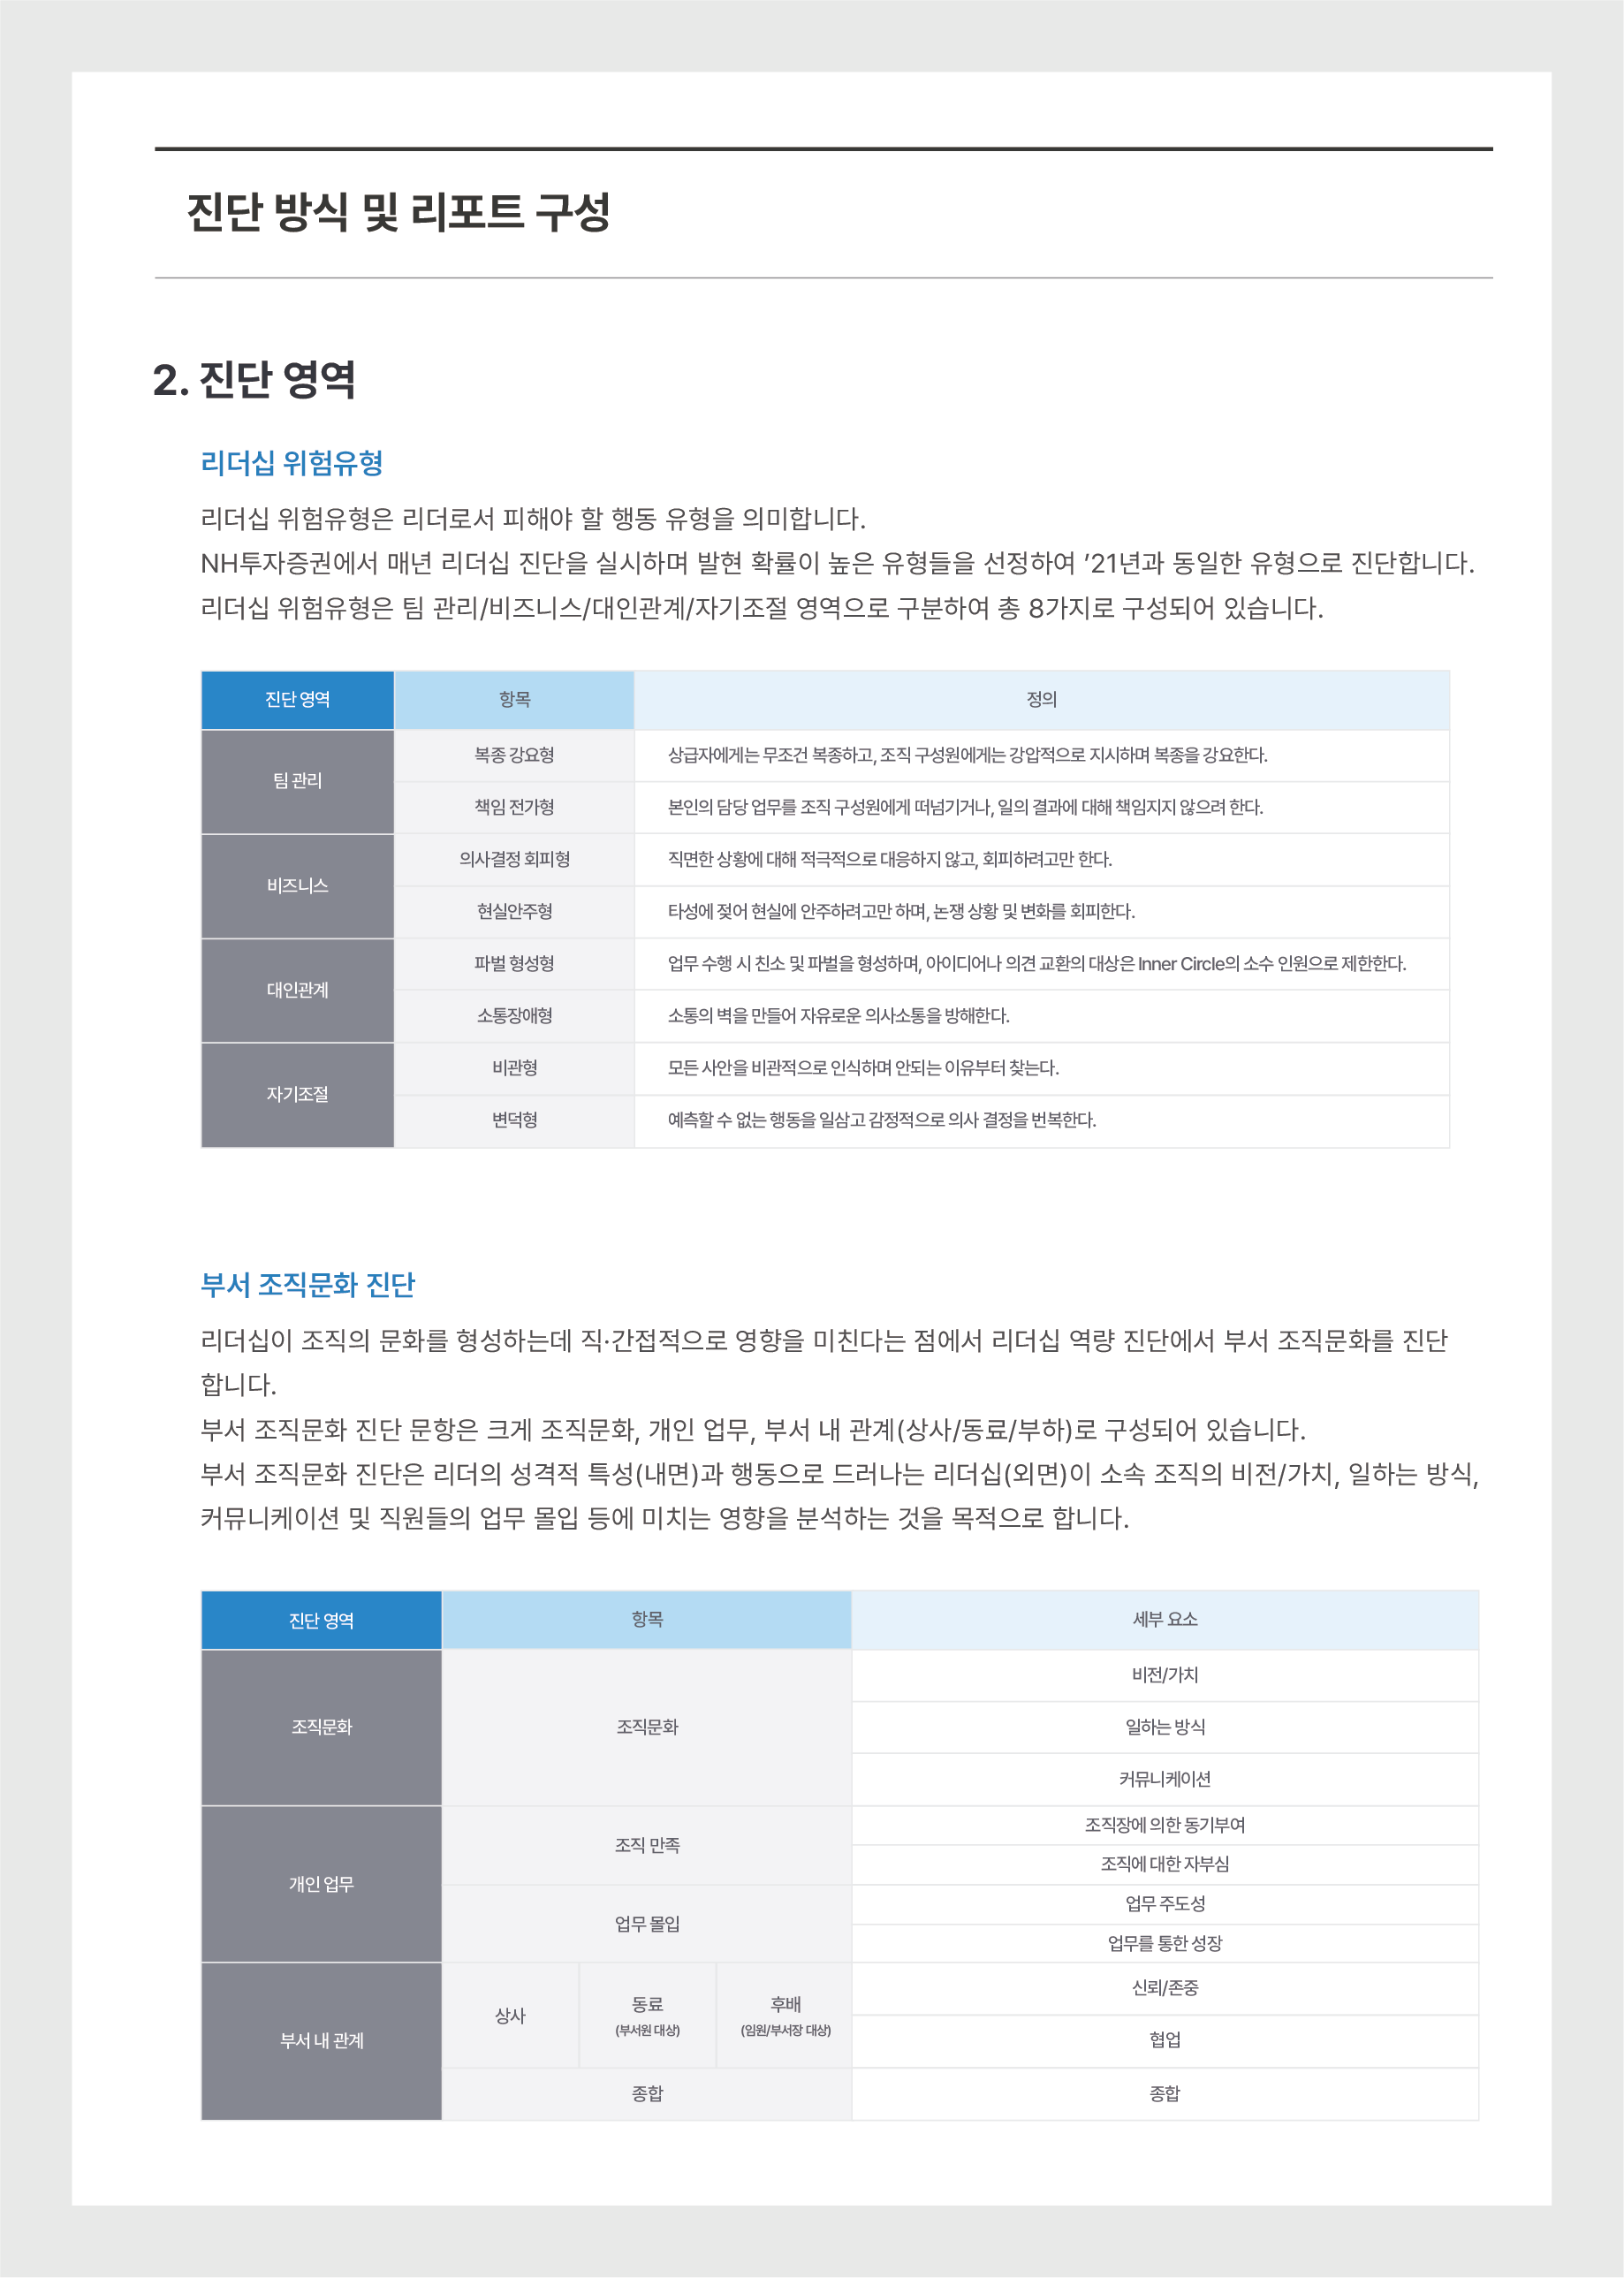 진단 방식 및 리포트 구성
2. 진단 영역
리더십 위험유형
리더십 위험유형은 리더로서 피해야 할 행동 유형을 의미합니다.
NH투자증권에서 매년 리더십 진단을 실시하며 발현 확률이 높은 유형들을 선정하여 ’21년과 동일한 유형으로 진단합니다.
리더십 위험유형은 팀 관리/비즈니스/대인관계/자기조절 영역으로 구분하여 총 8가지로 구성되어 있습니다.
진단 영역 항목 정의
팀 관리
복종 강요형 상급자에게는 무조건 복종하고, 조직 구성원에게는 강압적으로 지시하며 복종을 강요한다.
책임 전가형 본인의 담당 업무를 조직 구성원에게 떠넘기거나, 일의 결과에 대해 책임지지 않으려 한다.
비즈니스
의사결정 회피형 직면한 상황에 대해 적극적으로 대응하지 않고, 회피하려고만 한다.
현실안주형 타성에 젖어 현실에 안주하려고만 하며, 논쟁 상황 및 변화를 회피한다.
대인관계
파벌 형성형 업무 수행 시 친소 및 파벌을 형성하며, 아이디어나 의견 교환의 대상은 Inner Circle의 소수 인원으로 제한한다.
소통장애형 소통의 벽을 만들어 자유로운 의사소통을 방해한다.
자기조절
비관형 모든 사안을 비관적으로 인식하며 안되는 이유부터 찾는다.
변덕형 예측할 수 없는 행동을 일삼고 감정적으로 의사 결정을 번복한다.
부서 조직문화 진단
리더십이 조직의 문화를 형성하는데 직·간접적으로 영향을 미친다는 점에서 리더십 역량 진단에서 부서 조직문화를 진단
합니다.
부서 조직문화 진단 문항은 크게 조직문화, 개인 업무, 부서 내 관계(상사/동료/부하)로 구성되어 있습니다.
부서 조직문화 진단은 리더의 성격적 특성(내면)과 행동으로 드러나는 리더십(외면)이 소속 조직의 비전/가치, 일하는 방식,
커뮤니케이션 및 직원들의 업무 몰입 등에 미치는 영향을 분석하는 것을 목적으로 합니다.
진단 영역 항목 세부 요소
조직문화 조직문화
비전/가치
일하는 방식
커뮤니케이션
개인 업무
조직 만족
조직장에 의한 동기부여
조직에 대한 자부심
업무 몰입
업무 주도성
업무를 통한 성장
부서 내 관계
상사 동료 후배
(부서원 대상) (임원/부서장 대상)
신뢰/존중
협업
종합 종합